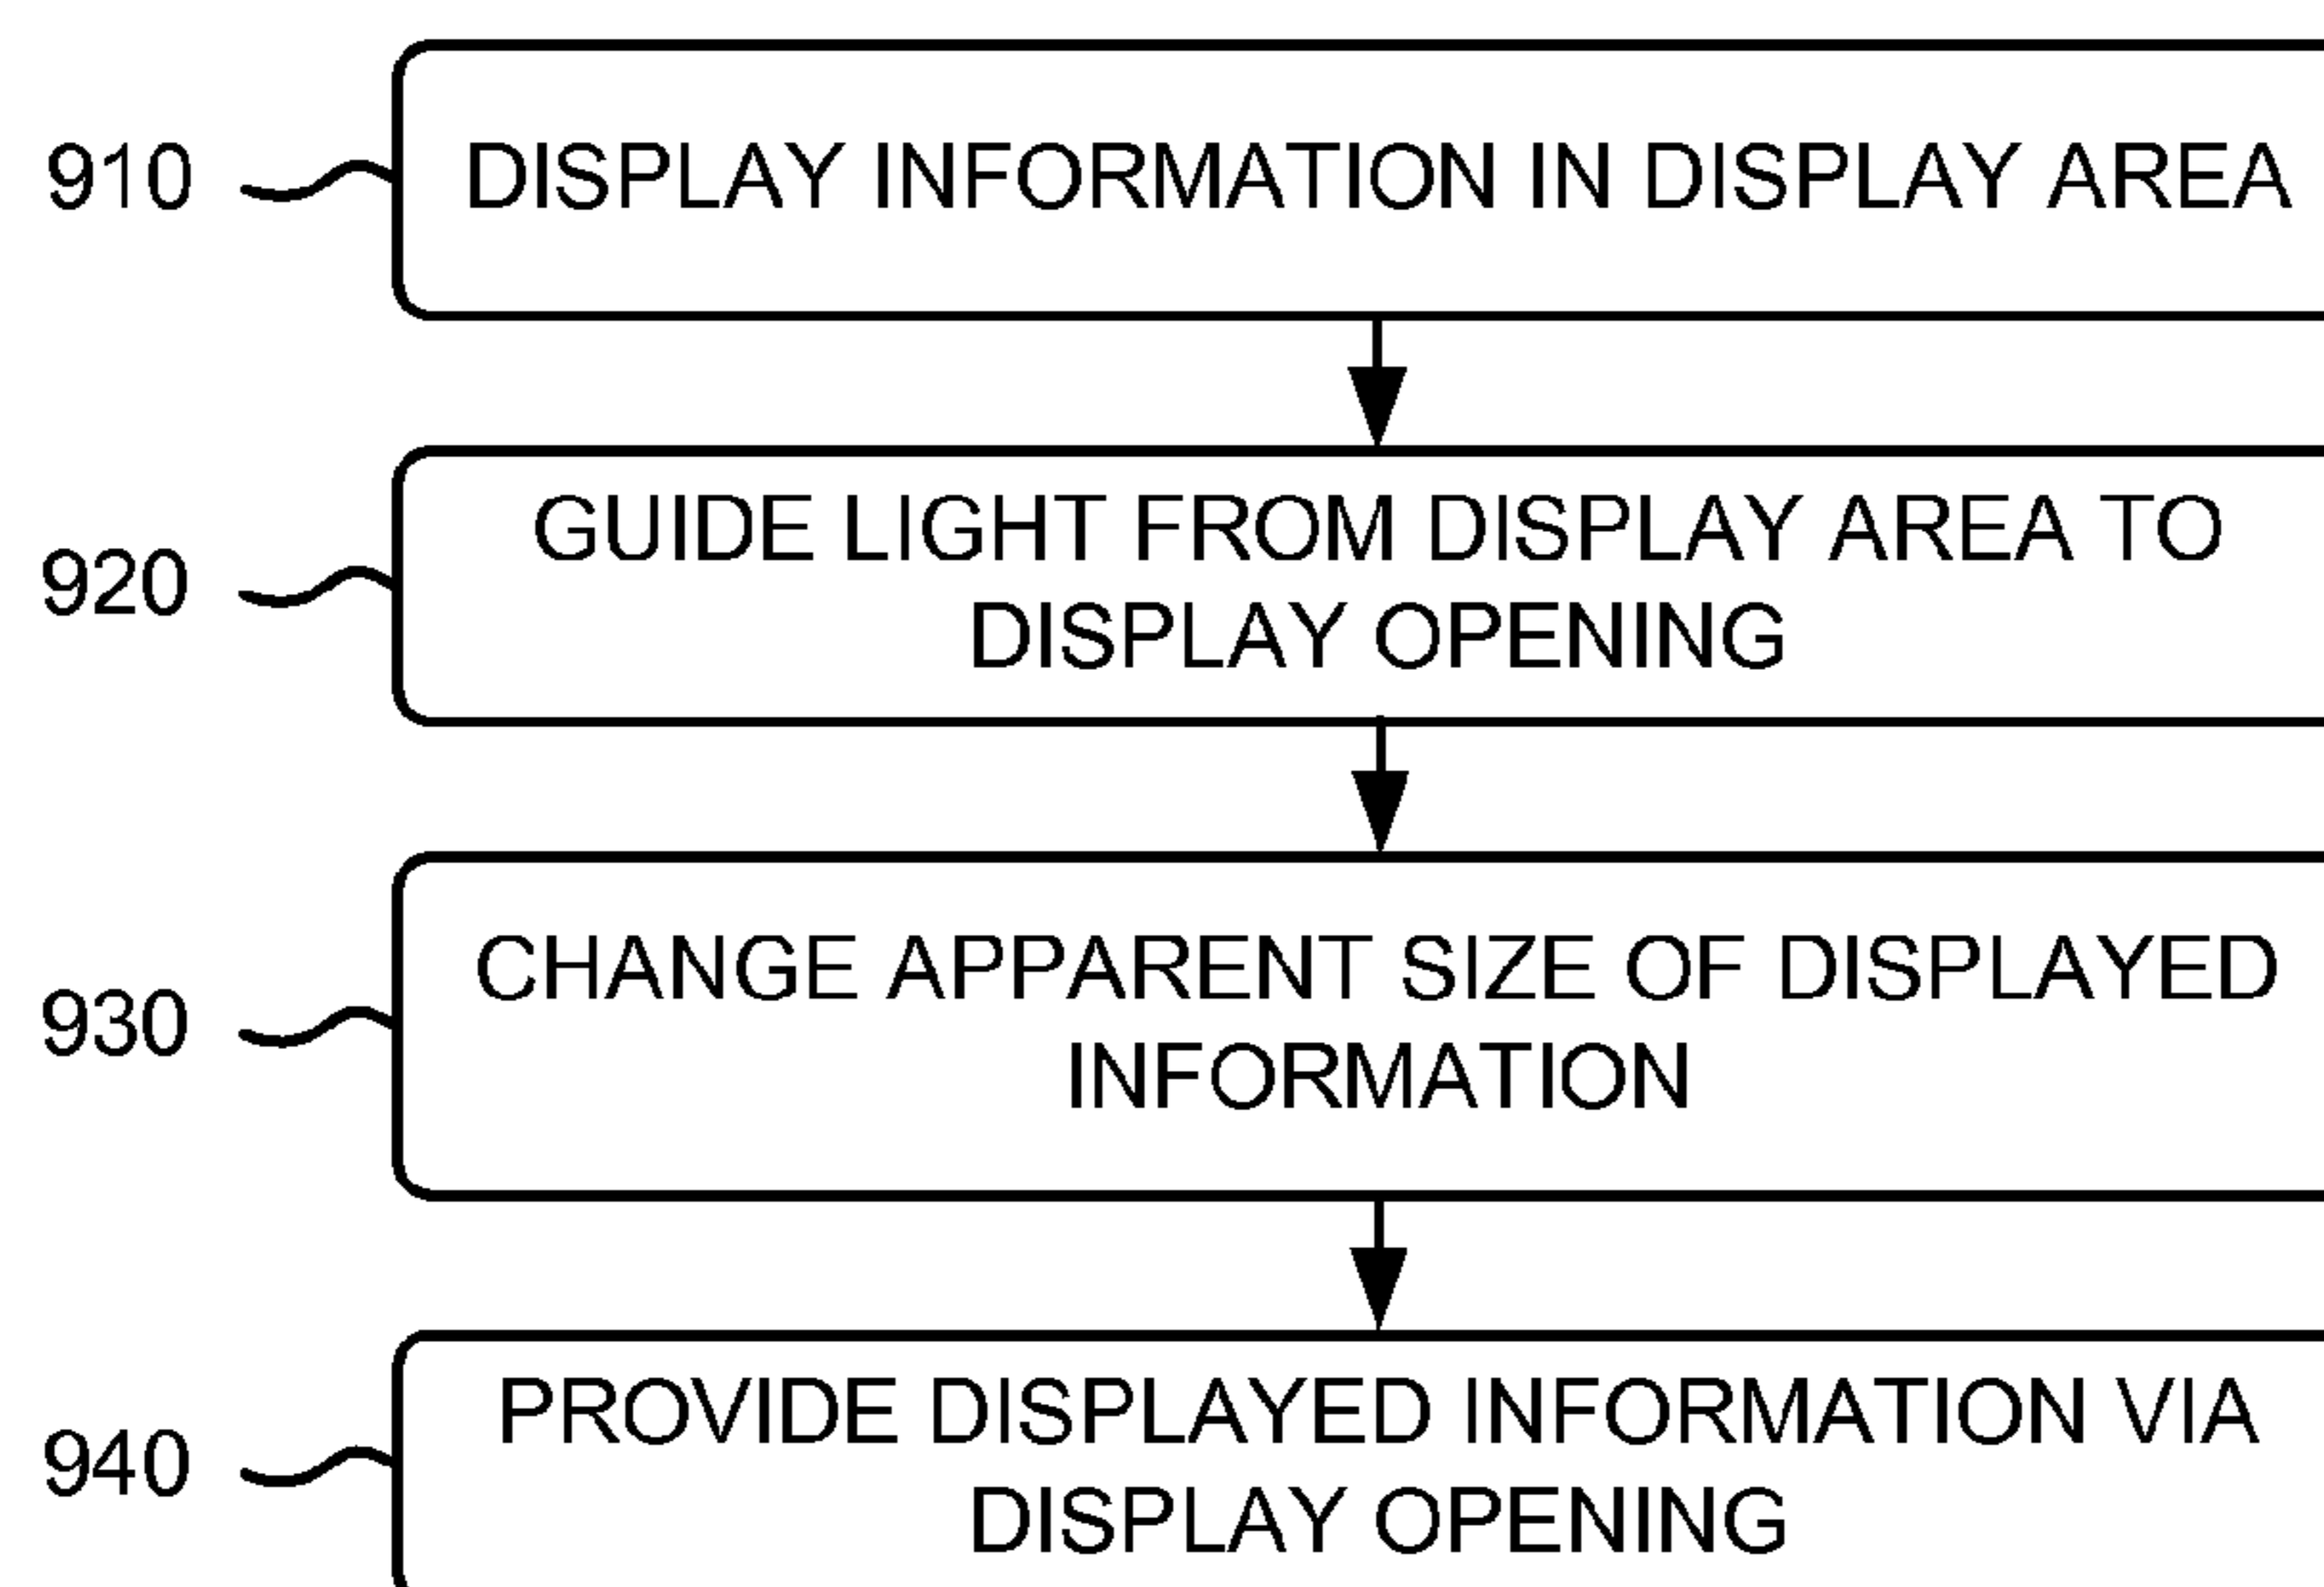 910
DISPLAY INFORMATION IN DISPLAY AREA
920
GUIDE LIGHT FROM DISPLAY AREA TO
DISPLAY OPENING
930
CHANGE APPARENT SIZE OF DISPLAYED
INFORMATION
940
PROVIDE DISPLAYED INFORMATION VIA
DISPLAY OPENING